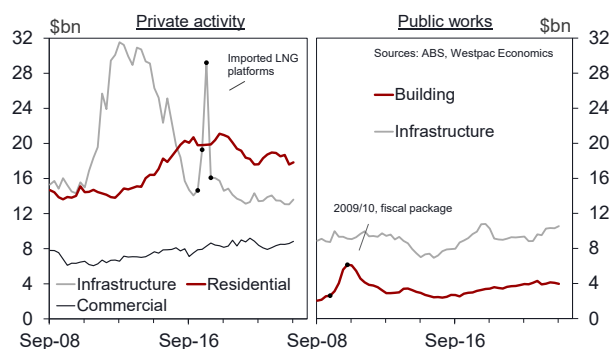 Private activity
Public works
$bn
$bn
32
28
24
20
16
12
8
4
0
32
28
24
20
16
12
8
4
0
Imported LNG
platforms
Sources: ABS, Westpac Economics
Building
Infrastructure
2009/10, fiscal package
Infrastructure
Residential
Commercial
Sep-08
Sep-16
Sep-08
Sep-16